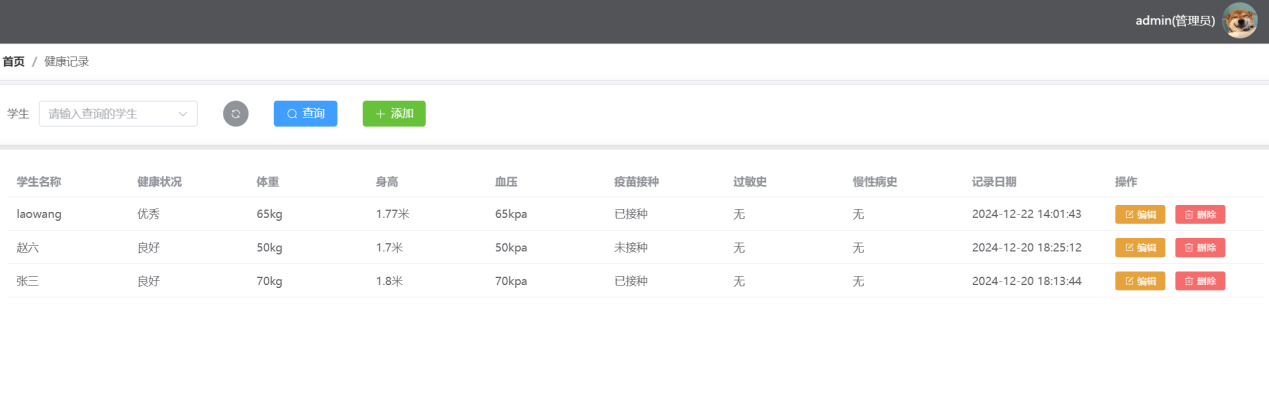 admin(管理员)
首页 / 健康记录
学生 请输入查询的学生 查询 添加
学生名称 健康状况 体重 身高 血压 疫苗接种 过敏史 慢性病史 记录日期 操作
laowang 优秀 65kg 1.77米 65kpa 已接种 无 无 2024-12-22 14:01:43 编辑 删除
赵六 良好 50kg 1.7米 50kpa 未接种 无 无 2024-12-20 18:25:12 编辑 删除
张三 良好 70kg 1.8米 70kpa 已接种 无 无 2024-12-20 18:13:44 编辑 删除